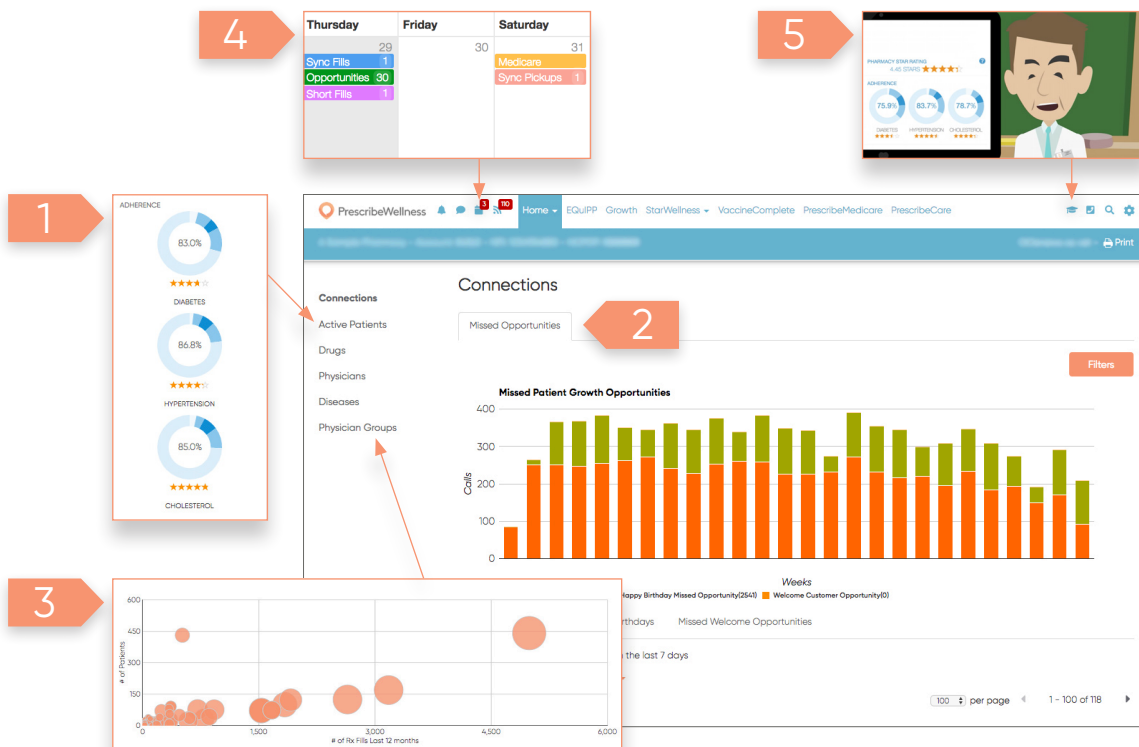 4
Thursday Friday Saturday
29 30 31
Sync Fills 1
Medicare
Opportunities 30
Sync Pickups 1
Short Fills 1
5
PHARMACY STAR RATING ?
4.45 STARS
ADHERENCE
75.9% 83.7% 78.7%
DIABETES HYPERTENSION CHOLESTEROL
1
ADHERENCE
83.0%
DIABETES
86.8%
HYPERTENSION
85.0%
CHOLESTEROL
PrescribeWellness 3 110 Home EQuIPP Growth StarWellness VaccineComplete PrescribeMedicare PrescribeCare
Print
Connections
Active Patients
Drugs
Physicians
Diseases
Physician Groups
Connections
Missed Opportunities
2
Filters
Missed Patient Growth Opportunities
400
300
200
100
0
Calls
Weeks
Happy Birthday Missed Opportunity(2541) Welcome Customer Opportunity(0)
rthdays Missed Welcome Opportunities
the last 7 days
100 per page 1 - 100 of 118
3
600
450
300
150
0
# of Patients
0 1,500 3,000 4,500 6,000
# of Rx Fills Last 12 months